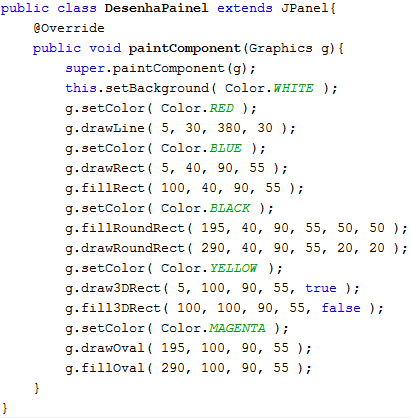 public class DesenhaPainel extends JPanel{
    @Override
    public void paintComponent(Graphics g){
        super.paintComponent(g);
        this.setBackground( Color.WHITE );
        g.setColor( Color.RED );
        g.drawLine( 5, 30, 380, 30 );
        g.setColor( Color.BLUE );
        g.drawRect( 5, 40, 90, 55 );
        g.fillRect( 100, 40, 90, 55 );
        g.setColor( Color.BLACK );
        g.fillRoundRect( 195, 40, 90, 55, 50, 50 );
        g.drawRoundRect( 290, 40, 90, 55, 20, 20 );
        g.setColor( Color.YELLOW );
        g.draw3DRect( 5, 100, 90, 55, true );
        g.fill3DRect( 100, 100, 90, 55, false );
        g.setColor( Color.MAGENTA );
        g.drawOval( 195, 100, 90, 55 );
        g.fillOval( 290, 100, 90, 55 );
    }
}